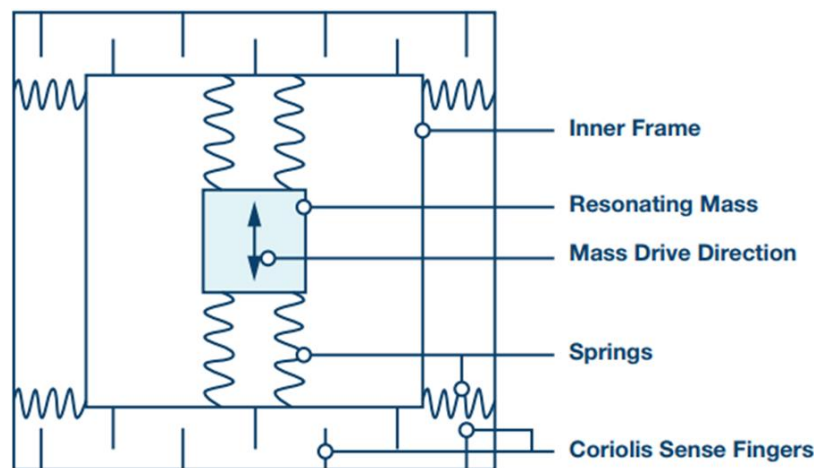 Inner Frame
Resonating Mass
Mass Drive Direction
Springs
Coriolis Sense Fingers